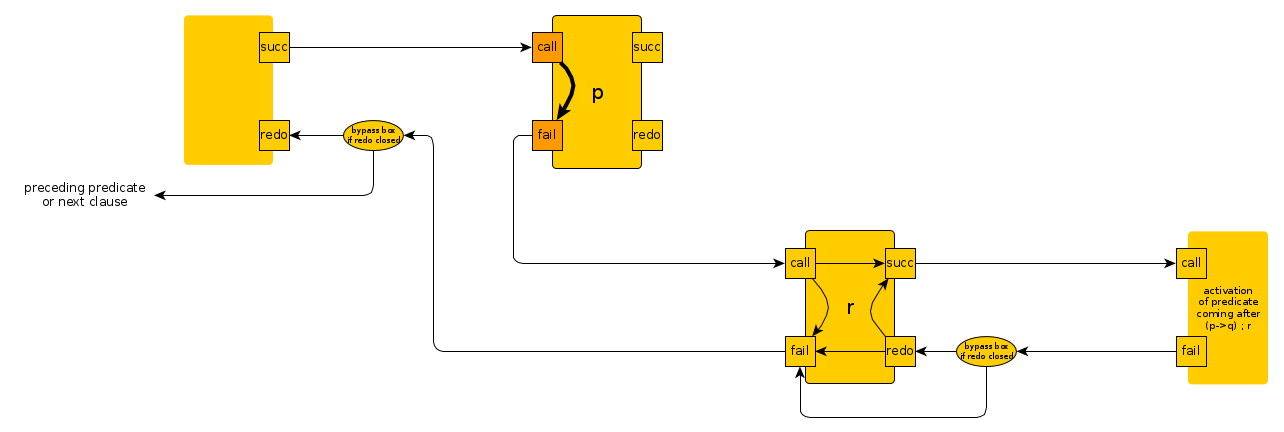 succ
call
succ
p
redo
bypass box
if redo closed
fail
redo
preceding predicate
or next clause
call
succ
call
activation
of predicate
coming after
(p->q) ; r
r
fail
redo
bypass box
if redo closed
fail